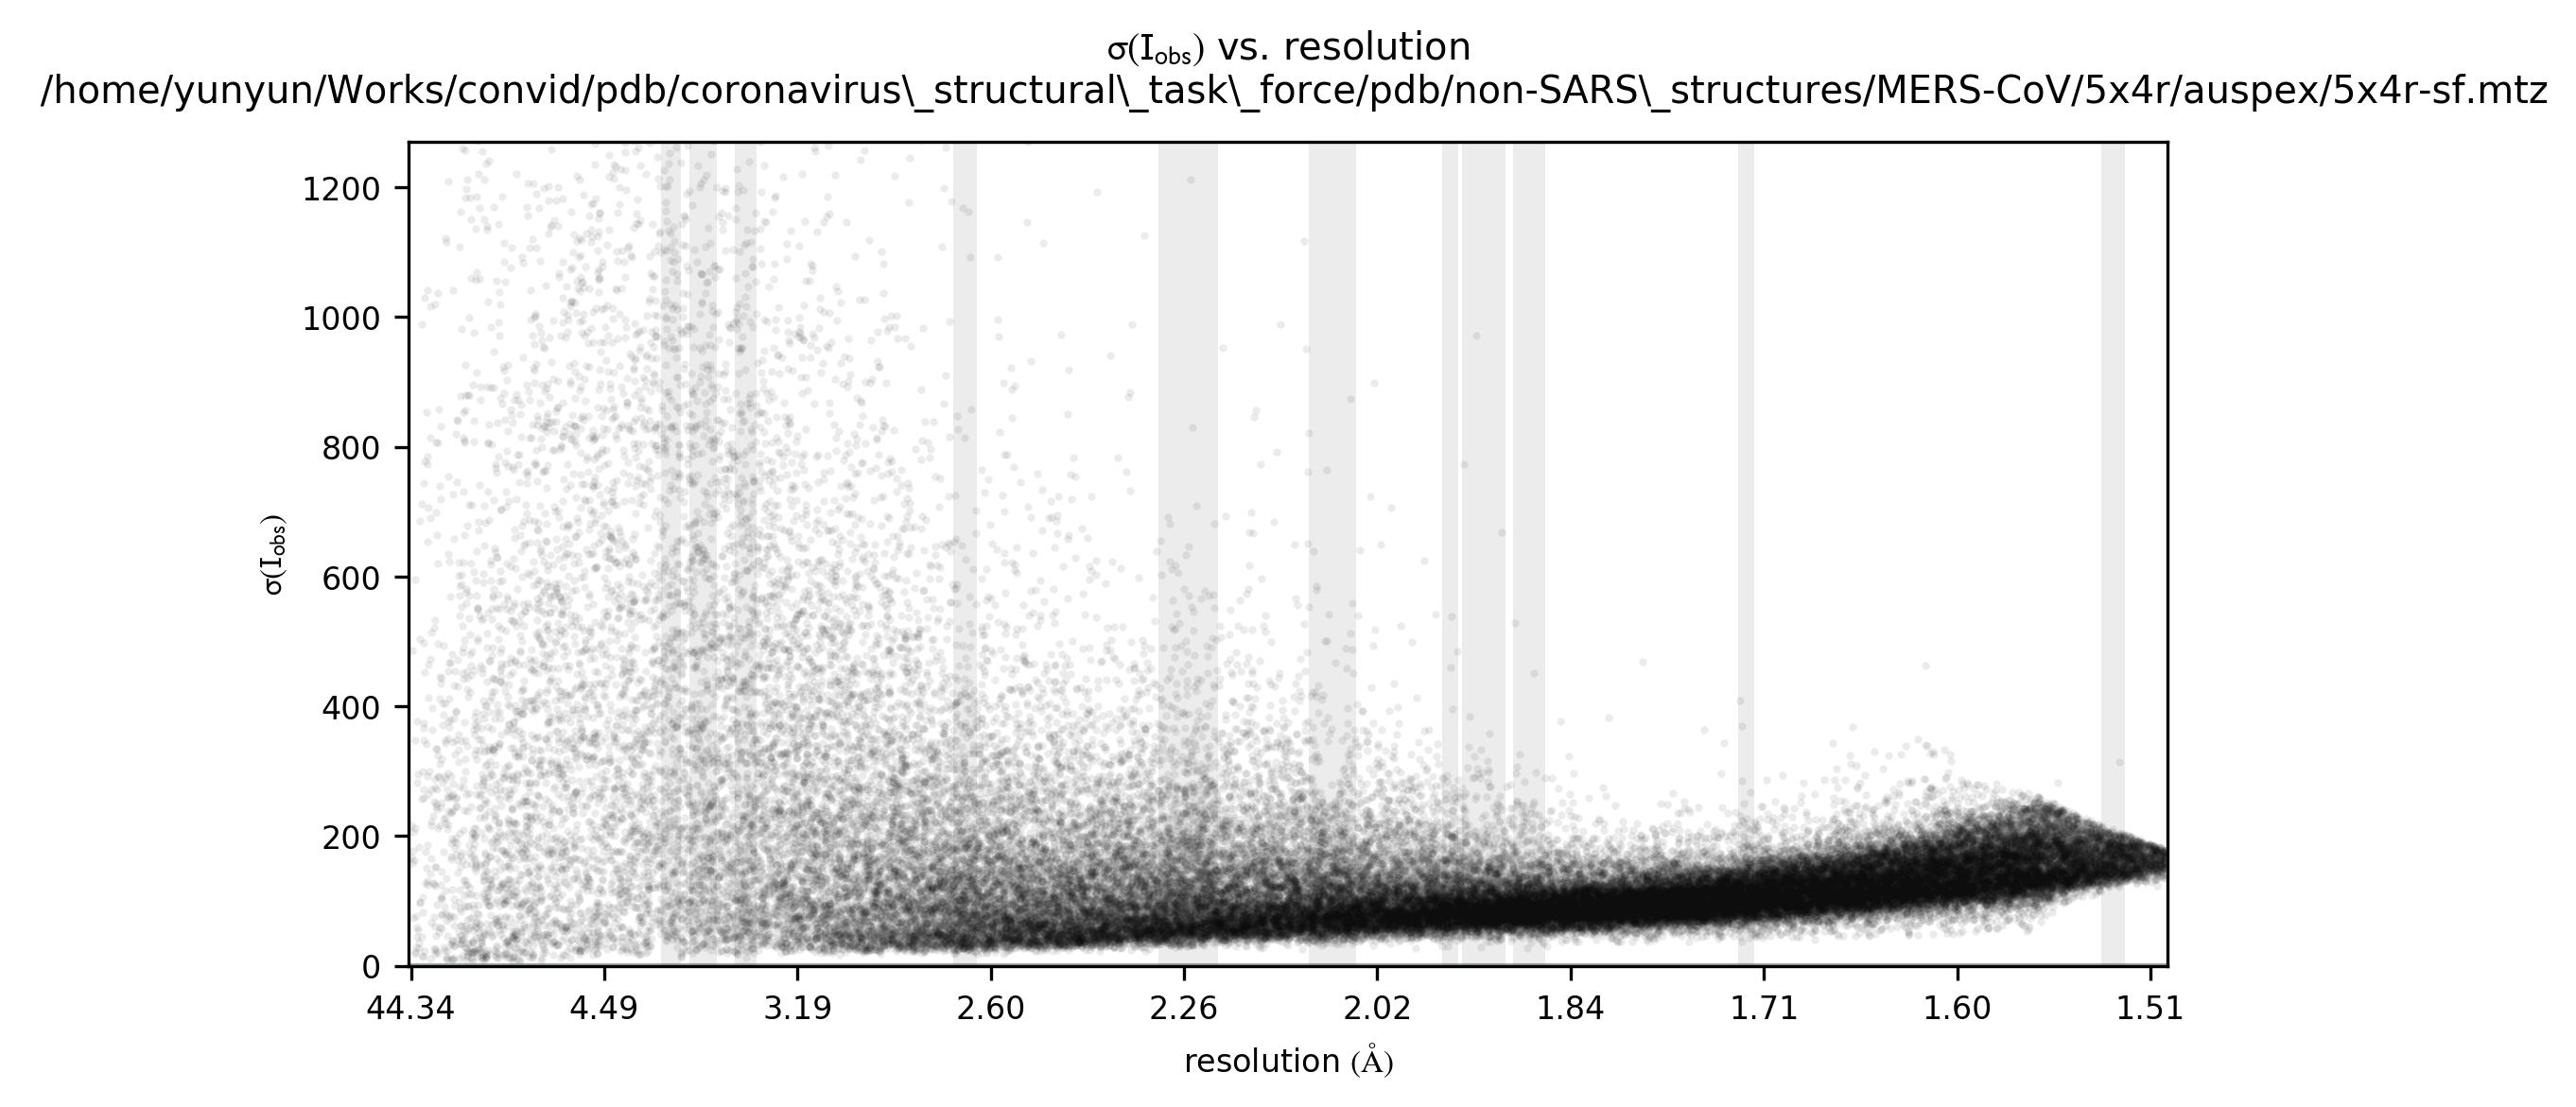 σ(I_obs) vs. resolution
/home/yunyun/Works/convid/pdb/coronavirus\_structural\_task\_force/pdb/non-SARS\_structures/MERS-CoV/5x4r/auspex/5x4r-sf.mtz
1200
1000
800
600
400
200
0
σ(I_obs)
44.34 4.49 3.19 2.60 2.26 2.02 1.84 1.71 1.60 1.51
resolution (Å)